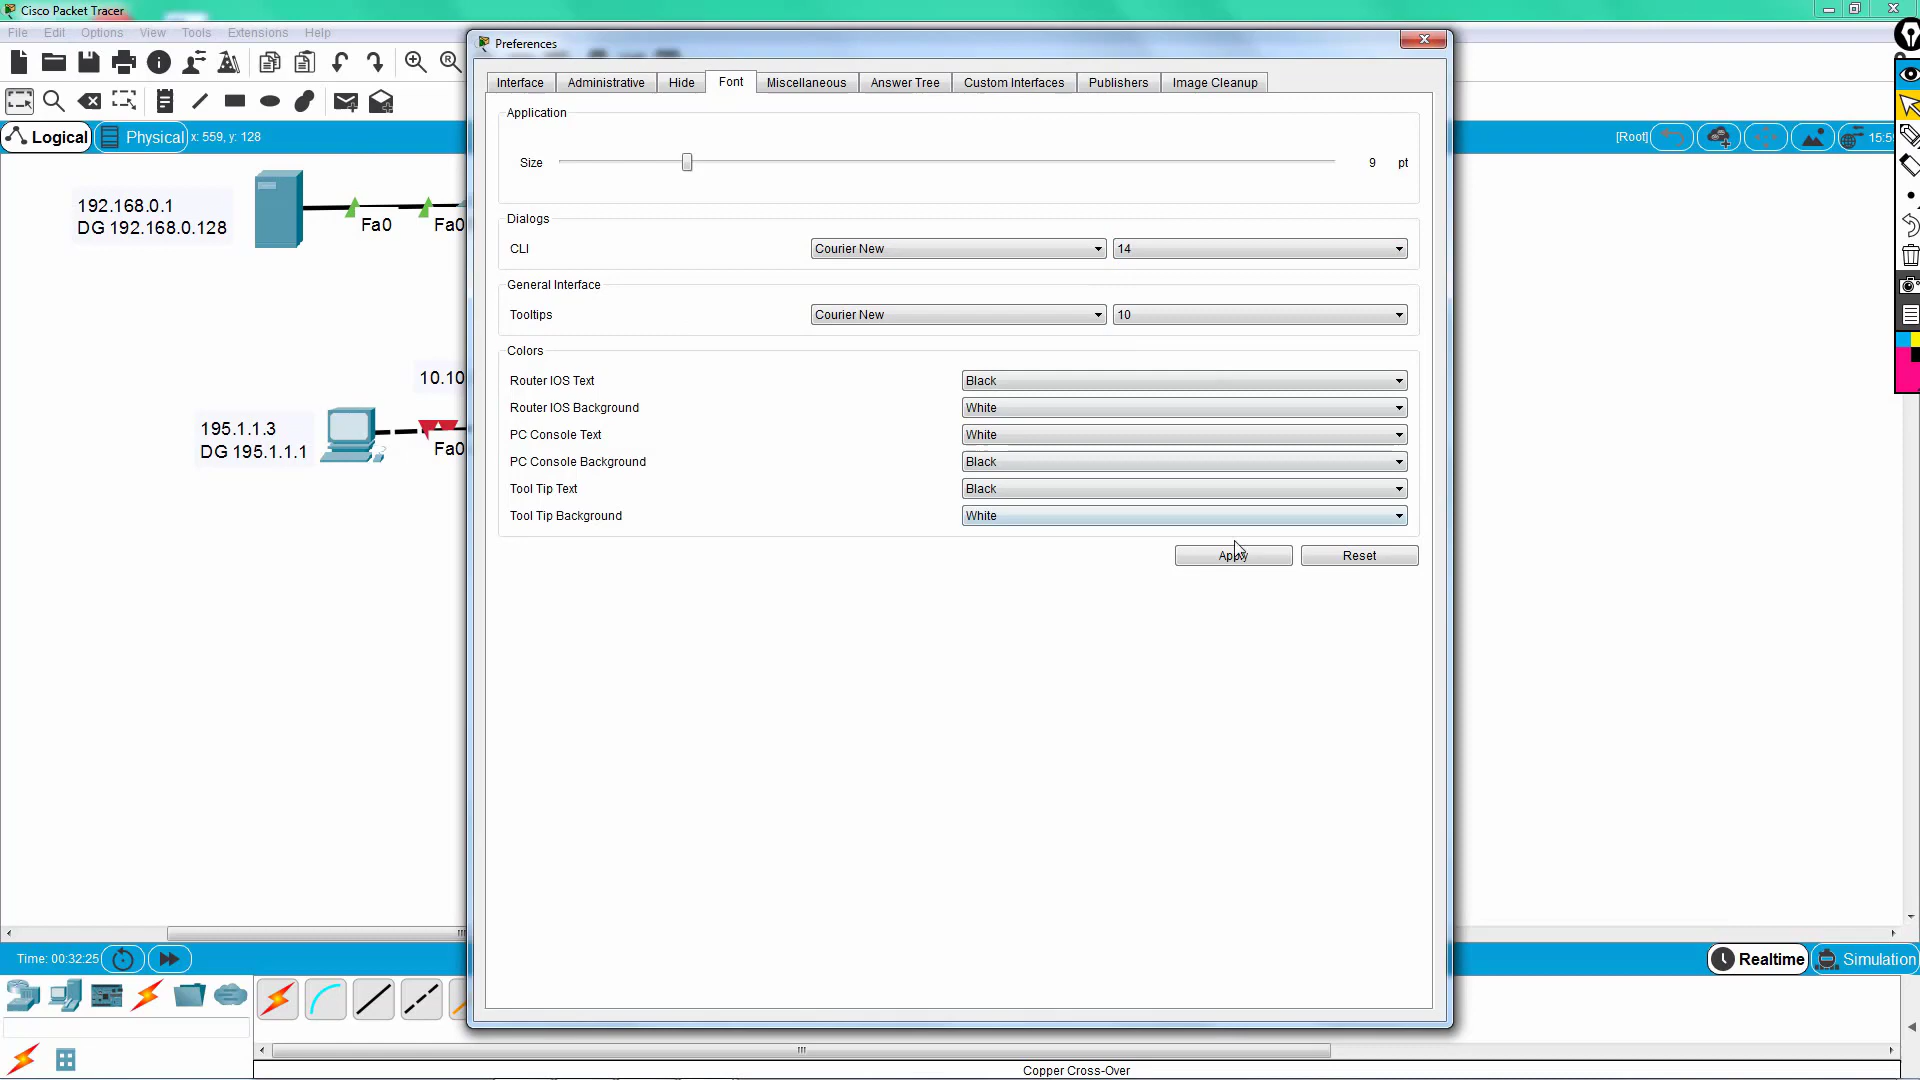 Cisco Packet Tracer
File Edit Options View Tools Extensions Help
Logical
Physical
x: 559, y: 128
192.168.0.1
DG 192.168.0.128
Fa0
Fa0
10.10
195.1.1.3
DG 195.1.1.1
Fa0
Preferences
Interface Administrative Hide Font Miscellaneous Answer Tree Custom Interfaces Publishers Image Cleanup
Application
Size 9 pt
Dialogs
CLI Courier New 14
General Interface
Tooltips Courier New 10
Colors
Router IOS Text Black
Router IOS Background White
PC Console Text White
PC Console Background Black
Tool Tip Text Black
Tool Tip Background White
Apply Reset
[Root]
Time: 00:32:25
Realtime Simulation
Copper Cross-Over